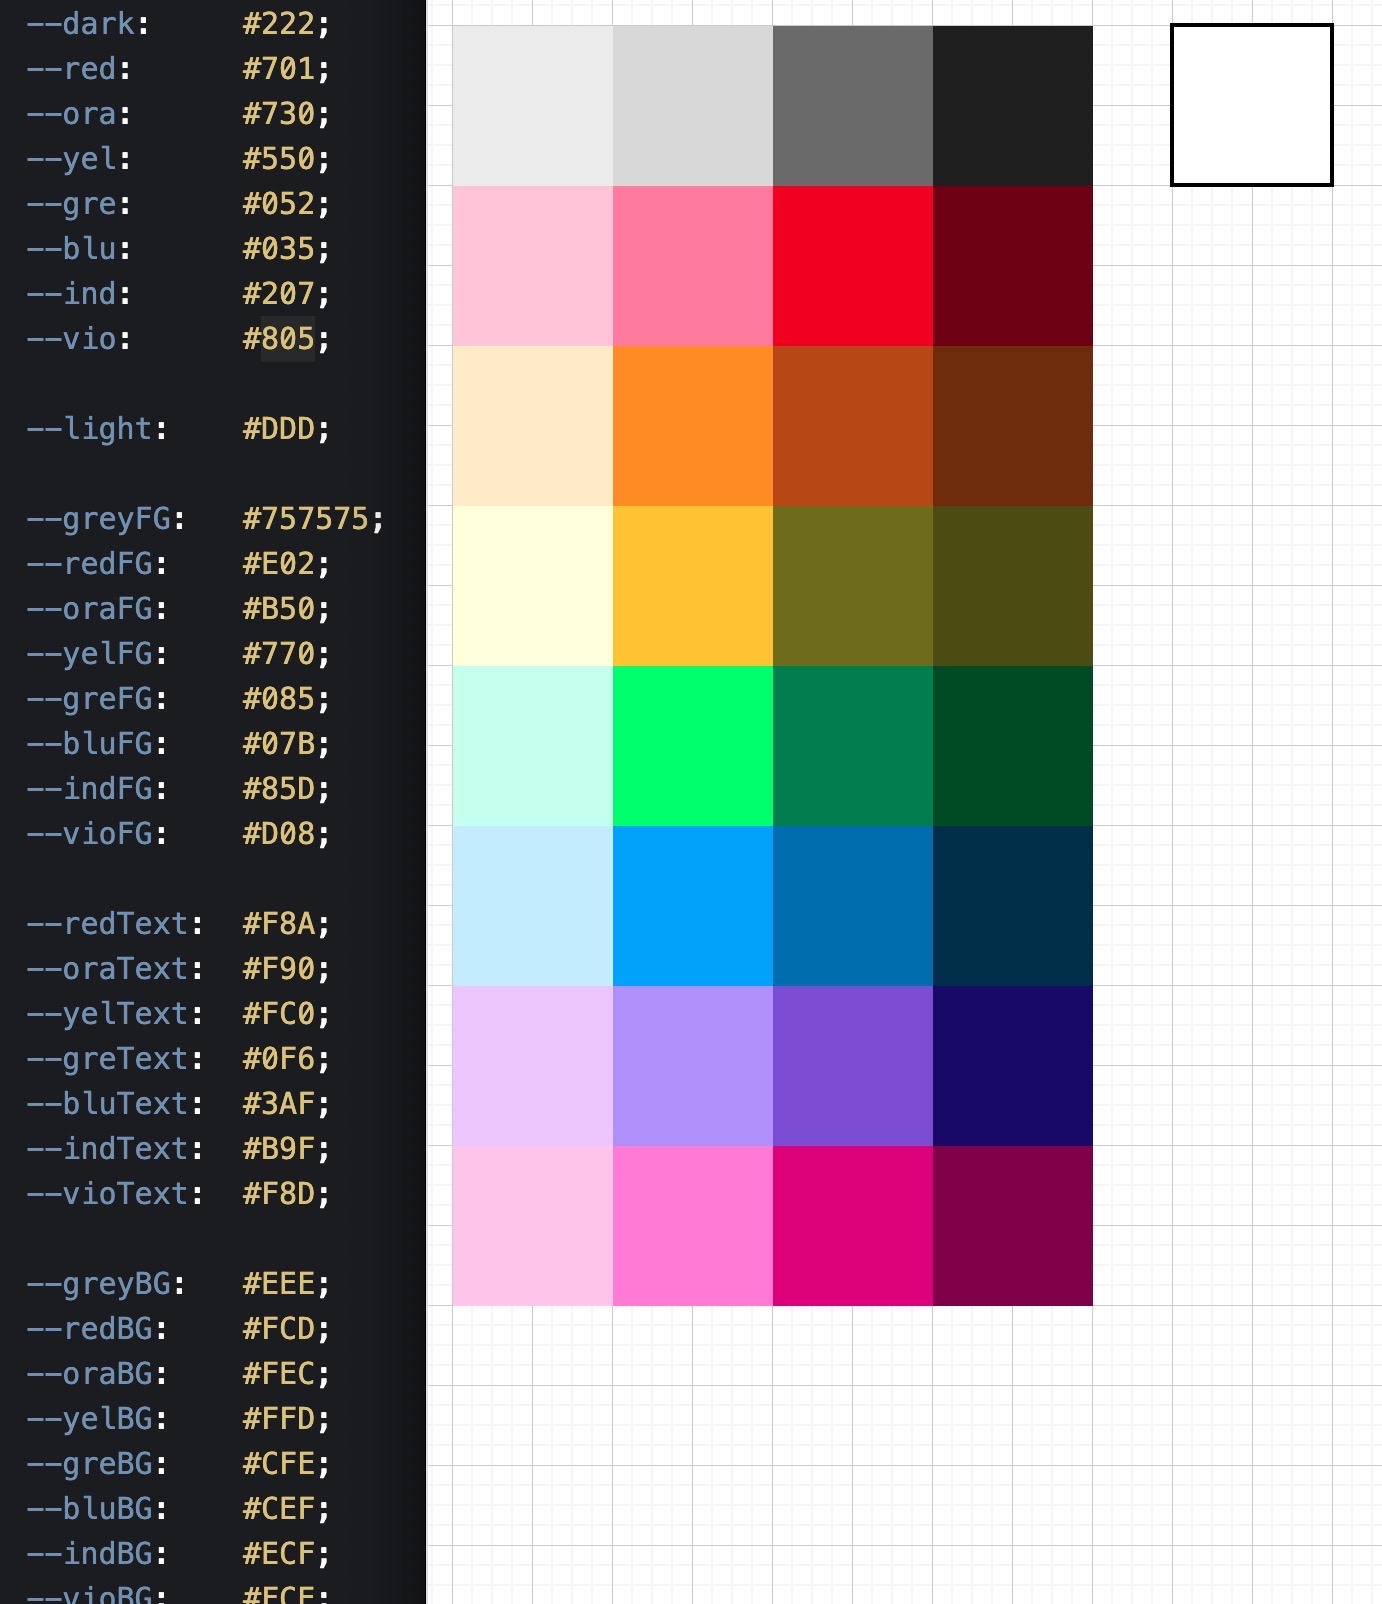 --dark: #222;
--red: #701;
--ora: #730;
--yel: #550;
--gre: #052;
--blu: #035;
--ind: #207;
--vio: #805;
--light: #DDD;
--greyFG: #757575;
--redFG: #E02;
--oraFG: #B50;
--yelFG: #770;
--greFG: #085;
--bluFG: #07B;
--indFG: #85D;
--vioFG: #D08;
--redText: #F8A;
--oraText: #F90;
--yelText: #FC0;
--greText: #0F6;
--bluText: #3AF;
--indText: #B9F;
--vioText: #F8D;
--greyBG: #EEE;
--redBG: #FCD;
--oraBG: #FEC;
--yelBG: #FFD;
--greBG: #CFE;
--bluBG: #CEF;
--indBG: #ECF;
--vioBG: